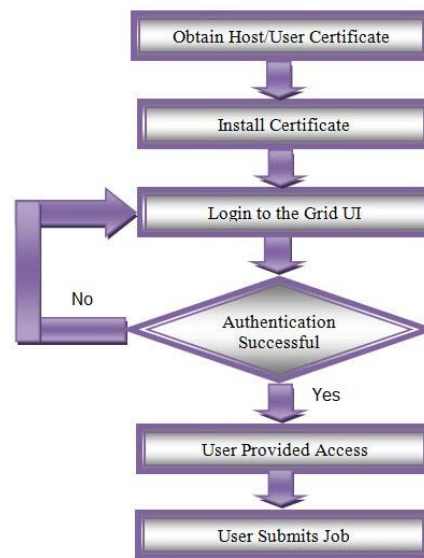 Obtain Host/User Certificate
Install Certificate
Login to the Grid UI
No
Authentication
Successful
Yes
User Provided Access
User Submits Job